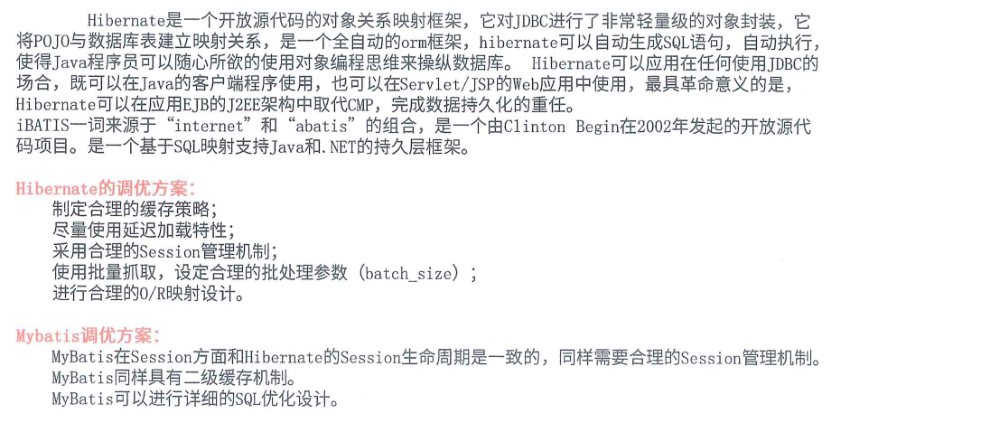 Hibernate是一个开放源代码的对象关系映射框架，它对JDBC进行了非常轻量级的对象封装，它
将POJO与数据库表建立映射关系，是一个全自动的orm框架，hibernate可以自动生成SQL语句，自动执行，
使得Java程序员可以随心所欲的使用对象编程思维来操纵数据库。 Hibernate可以应用在任何使用JDBC的
场合，既可以在Java的客户端程序使用，也可以在Servlet/JSP的Web应用中使用，最具革命意义的是，
Hibernate可以在应用EJB的J2EE架构中取代CMP，完成数据持久化的重任。
iBATIS一词来源于“internet”和“abatis”的组合，是一个由Clinton Begin在2002年发起的开放源代
码项目。是一个基于SQL映射支持Java和.NET的持久层框架。
Hibernate的调优方案：
制定合理的缓存策略；
尽量使用延迟加载特性；
采用合理的Session管理机制；
使用批量抓取，设定合理的批处理参数（batch_size）；
进行合理的O/R映射设计。
Mybatis调优方案：
MyBatis在Session方面和Hibernate的Session生命周期是一致的，同样需要合理的Session管理机制。
MyBatis同样具有二级缓存机制。
MyBatis可以进行详细的SQL优化设计。